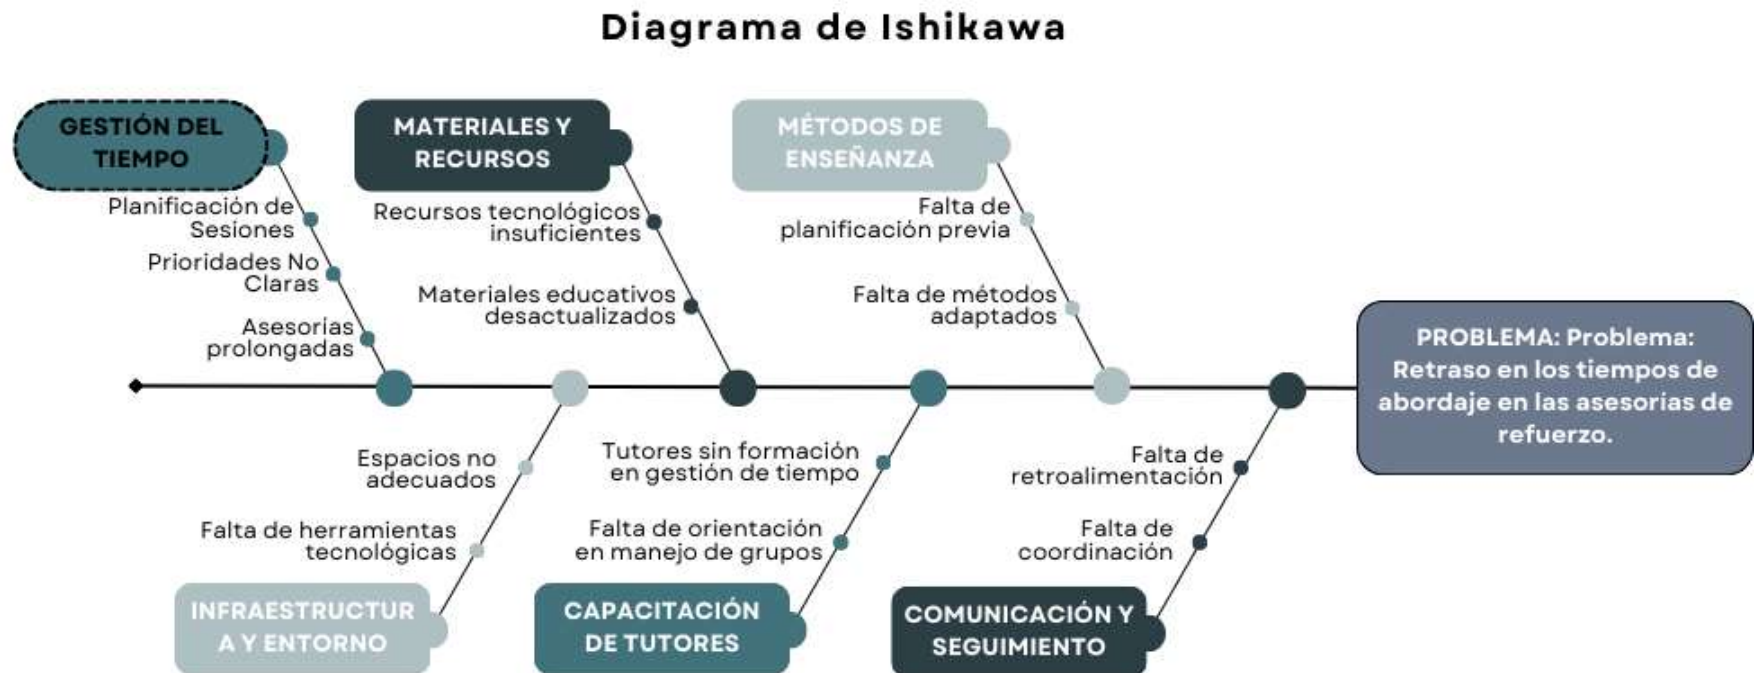 Diagrama de Ishikawa
GESTIÓN DEL
TIEMPO
Planificación de
Sesiones
Prioridades No
Claras
Asesorías
prolongadas
MATERIALES Y
RECURSOS
Recursos tecnológicos
insuficientes
Materiales educativos
desactualizados
MÉTODOS DE
ENSEÑANZA
Falta de
planificación previa
Falta de métodos
adaptados
PROBLEMA: Problema:
Retraso en los tiempos de
abordaje en las asesorías de
refuerzo.
Espacios no
adecuados
Falta de herramientas
tecnológicas
INFRAESTRUCTUR
A Y ENTORNO
Tutores sin formación
en gestión de tiempo
Falta de orientación
en manejo de grupos
CAPACITACIÓN
DE TUTORES
Falta de
retroalimentación
Falta de
coordinación
COMUNICACIÓN Y
SEGUIMIENTO